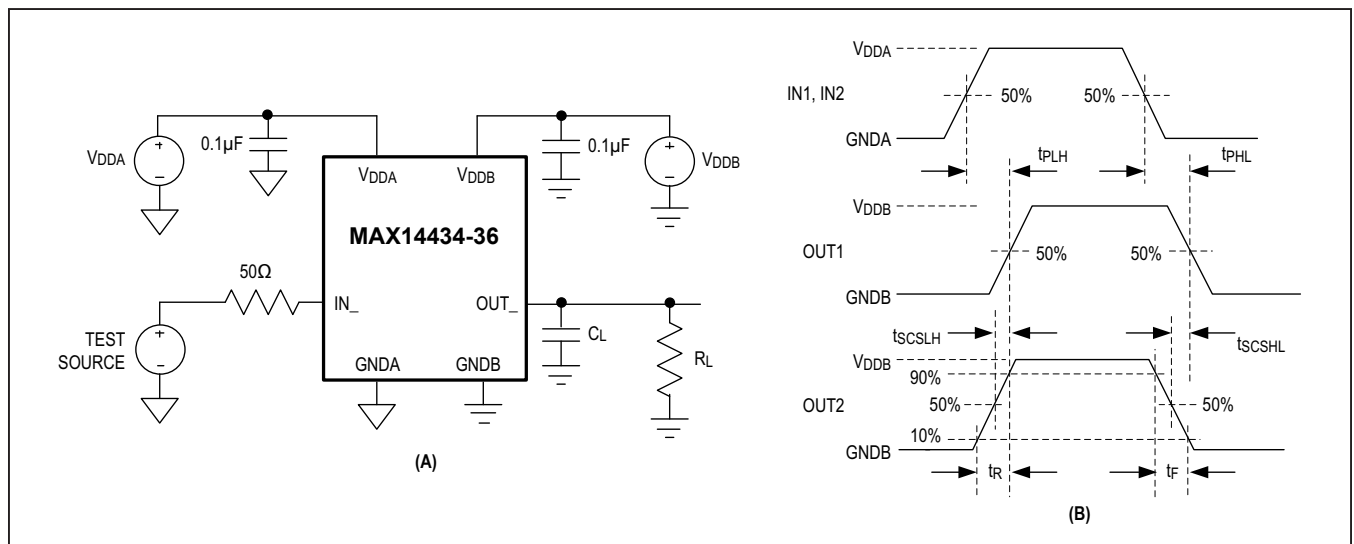 VDDA
0.1µF
0.1µF
VDDB
VDDA
VDDB
MAX14434-36
50Ω
IN_
OUT_
TEST
SOURCE
CL
RL
GNDA
GNDB
(A)
VDDA
IN1, IN2
50%
50%
GNDA
tPLH
tPHL
VDDB
OUT1
50%
50%
GNDB
tSCSLH
tSCSHL
VDDB
90%
OUT2
50%
50%
10%
GNDB
tR
tF
(B)